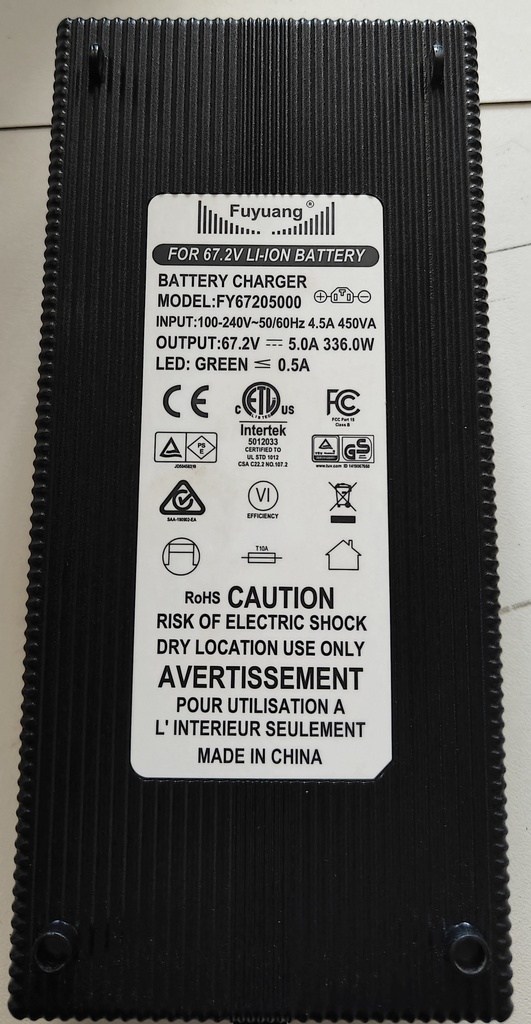 Fuyuang®
FOR 67.2V LI-ION BATTERY
BATTERY CHARGER
MODEL:FY67205000
INPUT:100-240V~50/60Hz 4.5A 450VA
OUTPUT:67.2V ⎓ 5.0A 336.0W
LED: GREEN ≤ 0.5A
CE
C ETL US
FC
FCC Part 15
Class B
Intertek
5012033
CERTIFIED TO
UL STD 1012
CSA C22.2 NO.107.2
PS
E
GS
VI
EFFICIENCY
T10A
RoHS CAUTION
RISK OF ELECTRIC SHOCK
DRY LOCATION USE ONLY
AVERTISSEMENT
POUR UTILISATION A
L' INTERIEUR SEULEMENT
MADE IN CHINA